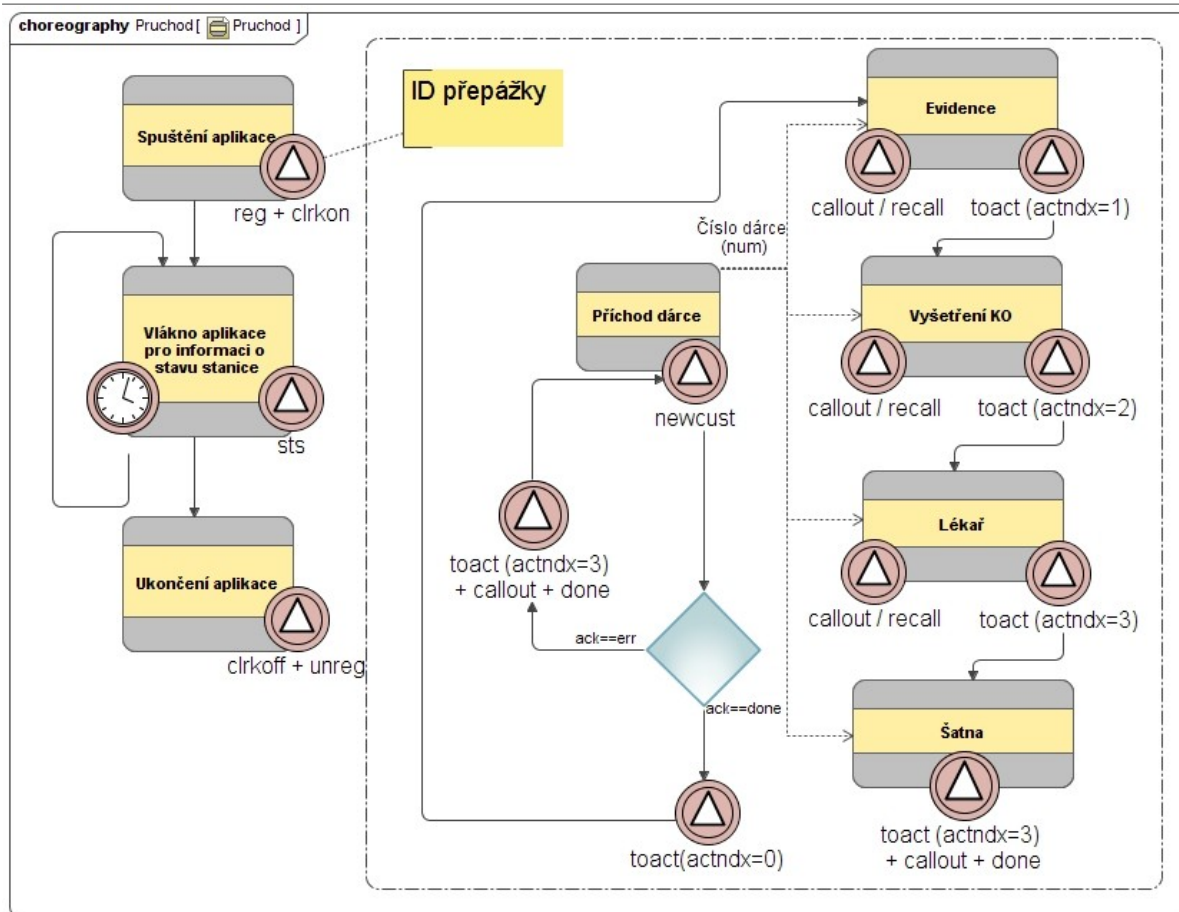 choreography Pruchod [ Pruchod ]
Spuštění aplikace
reg + clrkon
Vlákno aplikace
pro informaci o
stavu stanice
sts
Ukončení aplikace
clrkoff + unreg
ID přepážky
Evidence
callout / recall
toact (actndx=1)
Číslo dárce
(num)
Příchod dárce
newcust
Vyšetření KO
callout / recall
toact (actndx=2)
toact (actndx=3)
+ callout + done
Lékař
callout / recall
toact (actndx=3)
ack==err
ack==done
Šatna
toact (actndx=3)
+ callout + done
toact(actndx=0)